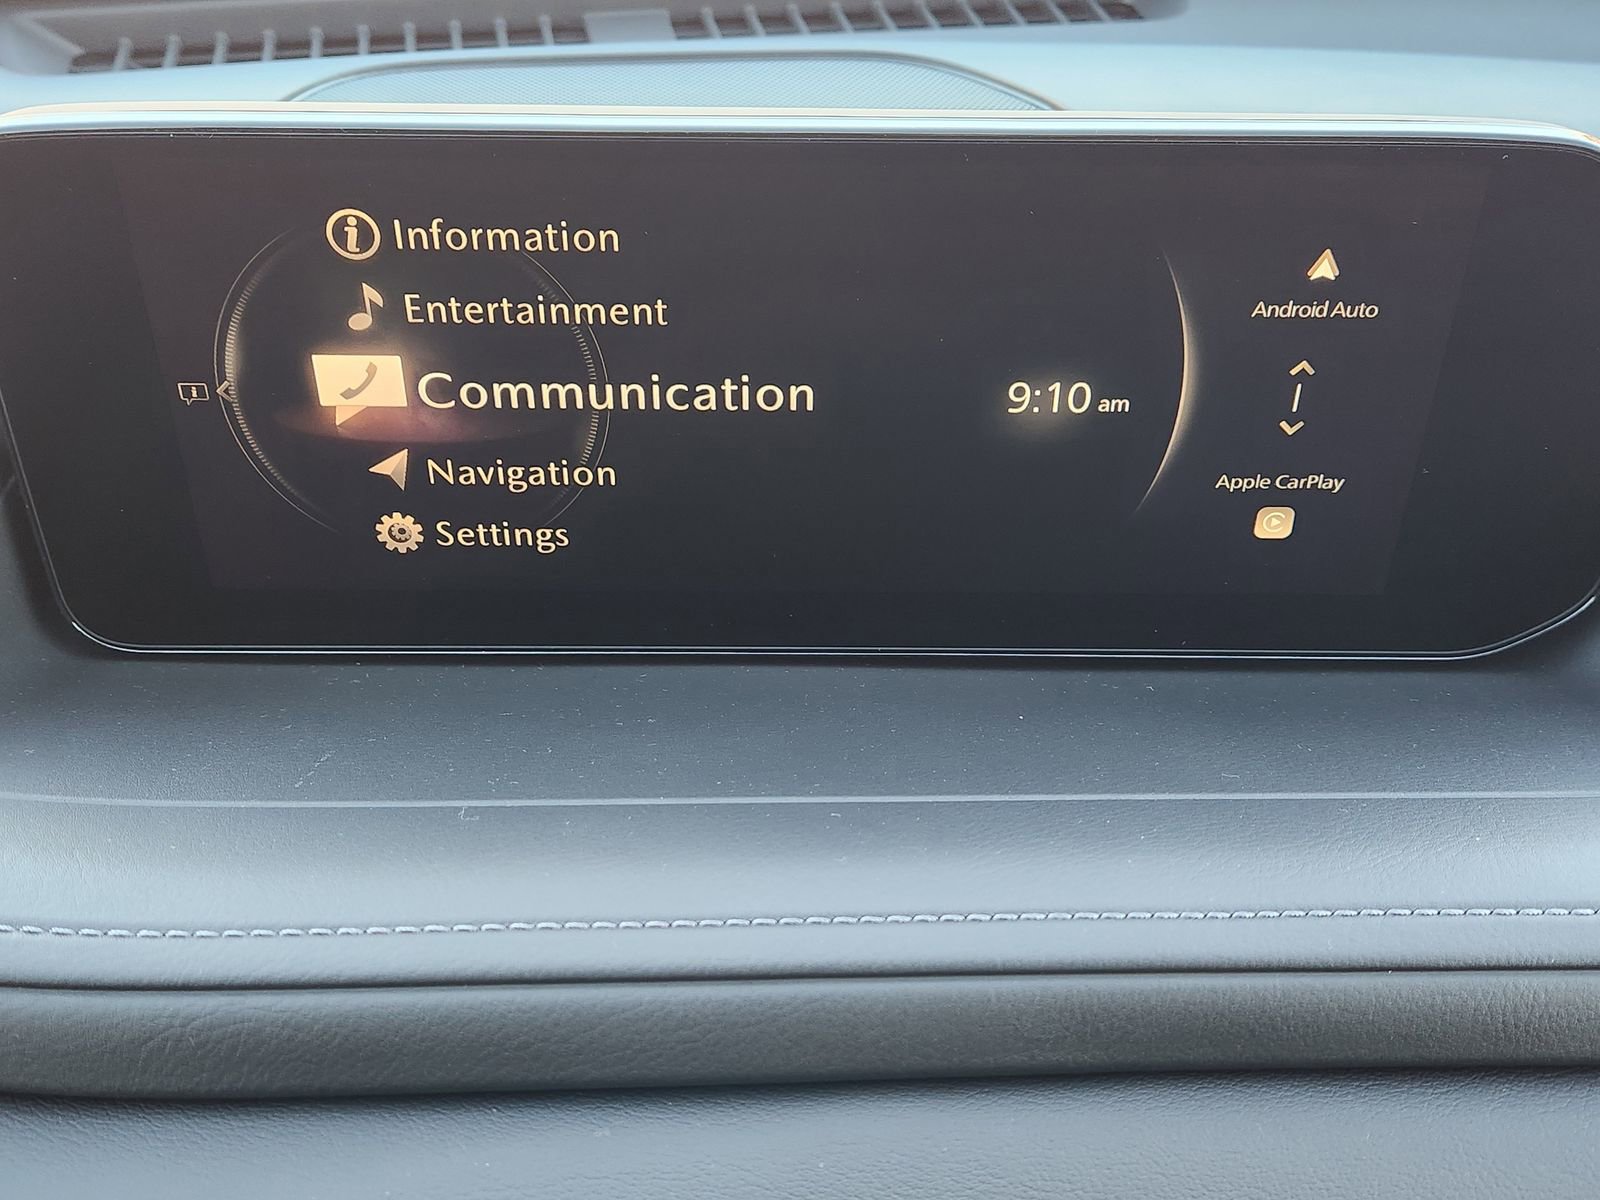 Information
Entertainment
Communication
Navigation
Settings
9:10 am
Android Auto
Apple CarPlay